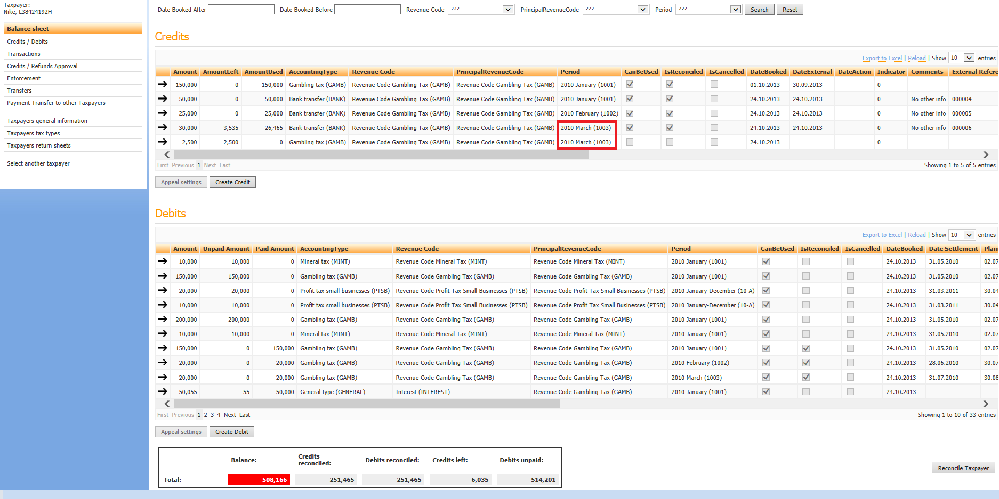 Taxpayer:
Nike, L38424192H
Balance sheet
Credits / Debits
Transactions
Credits / Refunds Approval
Enforcement
Transfers
Payment Transfer to other Taxpayers
Taxpayers general information
Taxpayers tax types
Taxpayers return sheets
Select another taxpayer
Date Booked After Date Booked Before Revenue Code ??? PrincipalRevenueCode ??? Period ??? Search Reset
Credits
Export to Excel | Reload | Show 10 entries
Amount AmountLeft AmountUsed AccountingType Revenue Code PrincipalRevenueCode Period CanBeUsed IsReconciled IsCancelled DateBooked DateExternal DateAction Indicator Comments External Refere
150,000 0 150,000 Gambling tax (GAMB) Revenue Code Gambling Tax (GAMB) Revenue Code Gambling Tax (GAMB) 2010 January (1001) 01.10.2013 30.09.2013 0
50,000 0 50,000 Bank transfer (BANK) Revenue Code Gambling Tax (GAMB) Revenue Code Gambling Tax (GAMB) 2010 January (1001) 24.10.2013 24.10.2013 0 No other info 000004
25,000 0 25,000 Bank transfer (BANK) Revenue Code Gambling Tax (GAMB) Revenue Code Gambling Tax (GAMB) 2010 February (1002) 24.10.2013 24.10.2013 0 No other info 000005
30,000 3,535 26,465 Bank transfer (BANK) Revenue Code Gambling Tax (GAMB) Revenue Code Gambling Tax (GAMB) 2010 March (1003) 24.10.2013 24.10.2013 0 No other info 000006
2,500 2,500 0 Gambling tax (GAMB) Revenue Code Gambling Tax (GAMB) Revenue Code Gambling Tax (GAMB) 2010 March (1003) 24.10.2013 0
First Previous 1 Next Last Showing 1 to 5 of 5 entries
Appeal settings Create Credit
Debits
Export to Excel | Reload | Show 10 entries
Amount Unpaid Amount Paid Amount AccountingType Revenue Code PrincipalRevenueCode Period CanBeUsed IsReconciled IsCancelled DateBooked Date Settlement Plann
10,000 10,000 0 Mineral tax (MINT) Revenue Code Mineral Tax (MINT) Revenue Code Mineral Tax (MINT) 2010 January (1001) 24.10.2013 31.05.2010 02.07
150,000 150,000 0 Gambling tax (GAMB) Revenue Code Gambling Tax (GAMB) Revenue Code Gambling Tax (GAMB) 2010 January (1001) 24.10.2013 31.05.2010 02.07
20,000 20,000 0 Profit tax small businesses (PTSB) Revenue Code Profit Tax Small Businesses (PTSB) Revenue Code Profit Tax Small Businesses (PTSB) 2010 January-December (10-A) 24.10.2013 31.03.2011 30.04
10,000 10,000 0 Profit tax small businesses (PTSB) Revenue Code Profit Tax Small Businesses (PTSB) Revenue Code Profit Tax Small Businesses (PTSB) 2010 January-December (10-A) 24.10.2013 31.03.2011 30.04
200,000 200,000 0 Gambling tax (GAMB) Revenue Code Gambling Tax (GAMB) Revenue Code Gambling Tax (GAMB) 2010 January (1001) 24.10.2013 31.05.2010 02.07
10,000 10,000 0 Mineral tax (MINT) Revenue Code Mineral Tax (MINT) Revenue Code Mineral Tax (MINT) 2010 January (1001) 24.10.2013 31.05.2010 02.07
150,000 0 150,000 Gambling tax (GAMB) Revenue Code Gambling Tax (GAMB) Revenue Code Gambling Tax (GAMB) 2010 January (1001) 24.10.2013 31.05.2010 02.07
20,000 0 20,000 Gambling tax (GAMB) Revenue Code Gambling Tax (GAMB) Revenue Code Gambling Tax (GAMB) 2010 February (1002) 24.10.2013 28.06.2010 30.07
20,000 0 20,000 Gambling tax (GAMB) Revenue Code Gambling Tax (GAMB) Revenue Code Gambling Tax (GAMB) 2010 March (1003) 24.10.2013 31.07.2010 30.08
50,055 55 50,000 General type (GENERAL) Interest (INTEREST) Revenue Code Gambling Tax (GAMB) 2010 January (1001) 24.10.2013
First Previous 1 2 3 4 Next Last Showing 1 to 10 of 33 entries
Appeal settings Create Debit
Balance: Credits reconciled: Debits reconciled: Credits left: Debits unpaid:
Total: -508,166 251,465 251,465 6,035 514,201
Reconcile Taxpayer